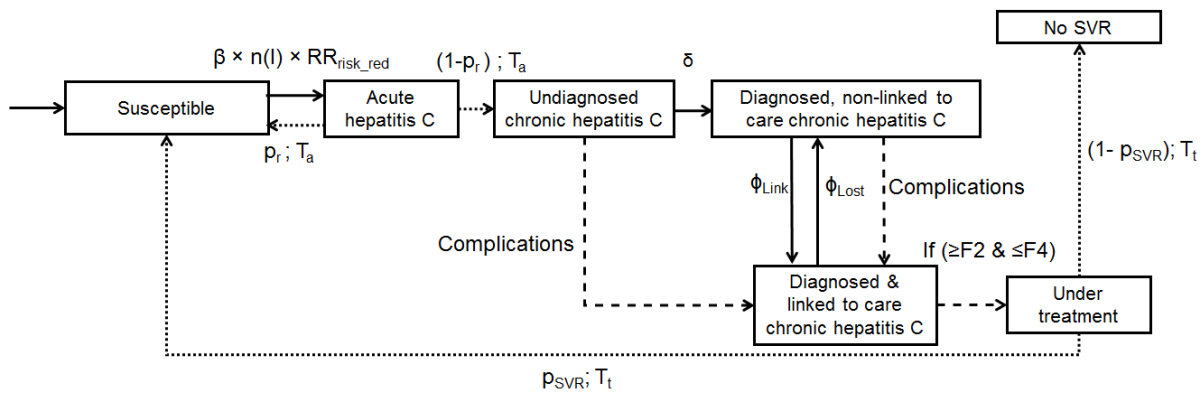 No SVR
β × n(I) × RRrisk_red
(1-pr) ; Ta
δ
Susceptible
Acute
hepatitis C
Undiagnosed
chronic hepatitis C
Diagnosed, non-linked to
care chronic hepatitis C
pr ; Ta
(1- pSVR); Tt
ϕLink
ϕLost
Complications
Complications
If (≥F2 & ≤F4)
Diagnosed &
linked to care
chronic hepatitis C
Under
treatment
pSVR; Tt